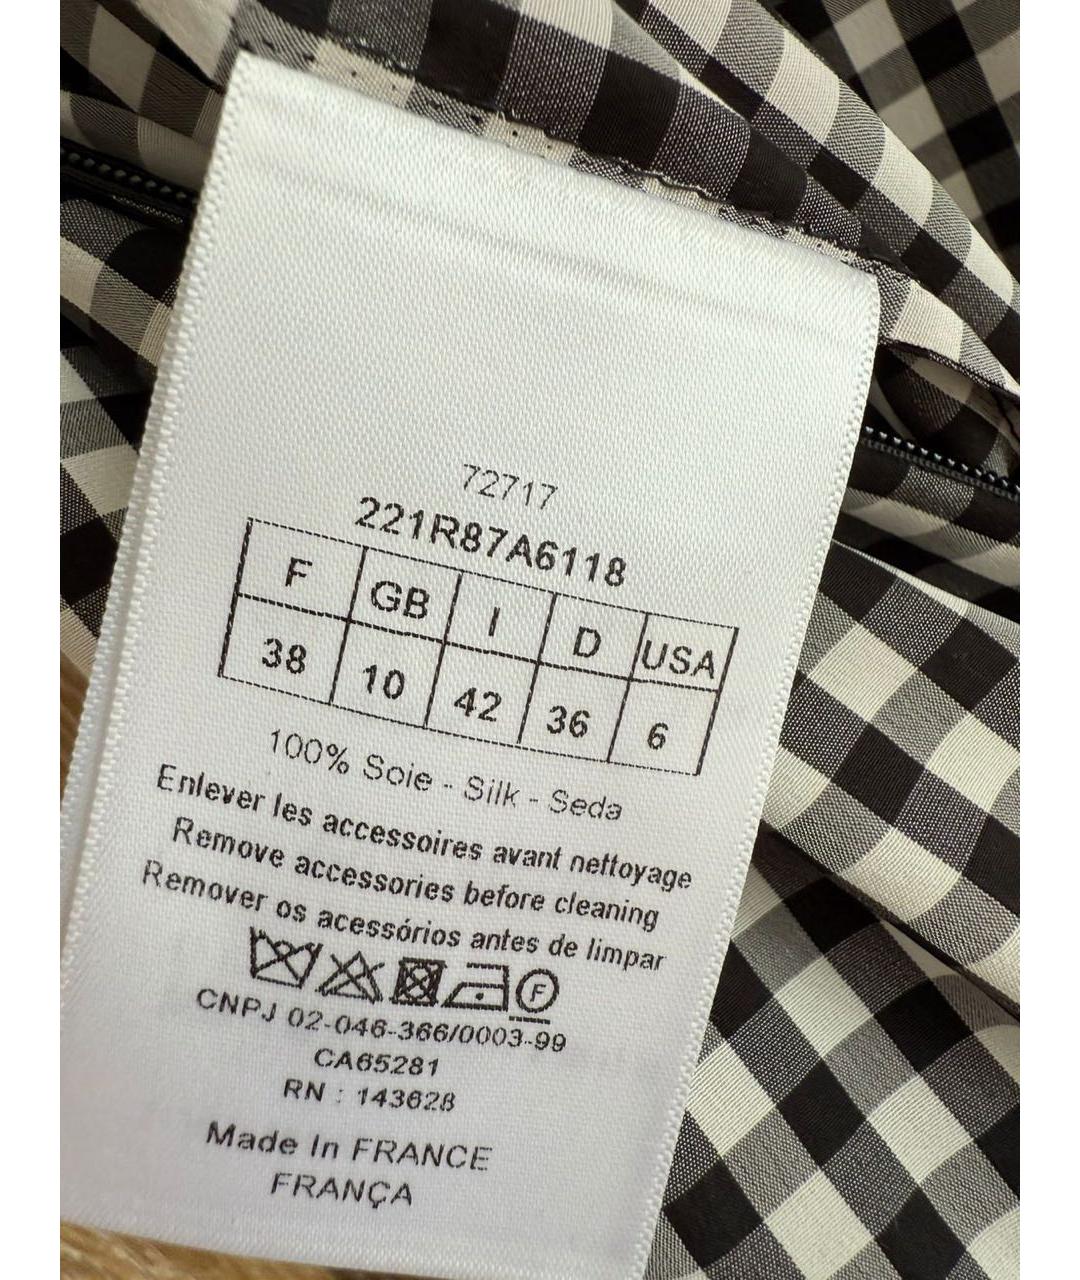 72717
221R87A6118
F GB I D USA
38 10 42 36 6
100% Soie - Silk - Seda
Enlever les accessoires avant nettoyage
Remove accessories before cleaning
Remover os acessórios antes de limpar
F
CNPJ 02-046-366/0003-99
CA65281
RN : 143628
Made In FRANCE
FRANÇA